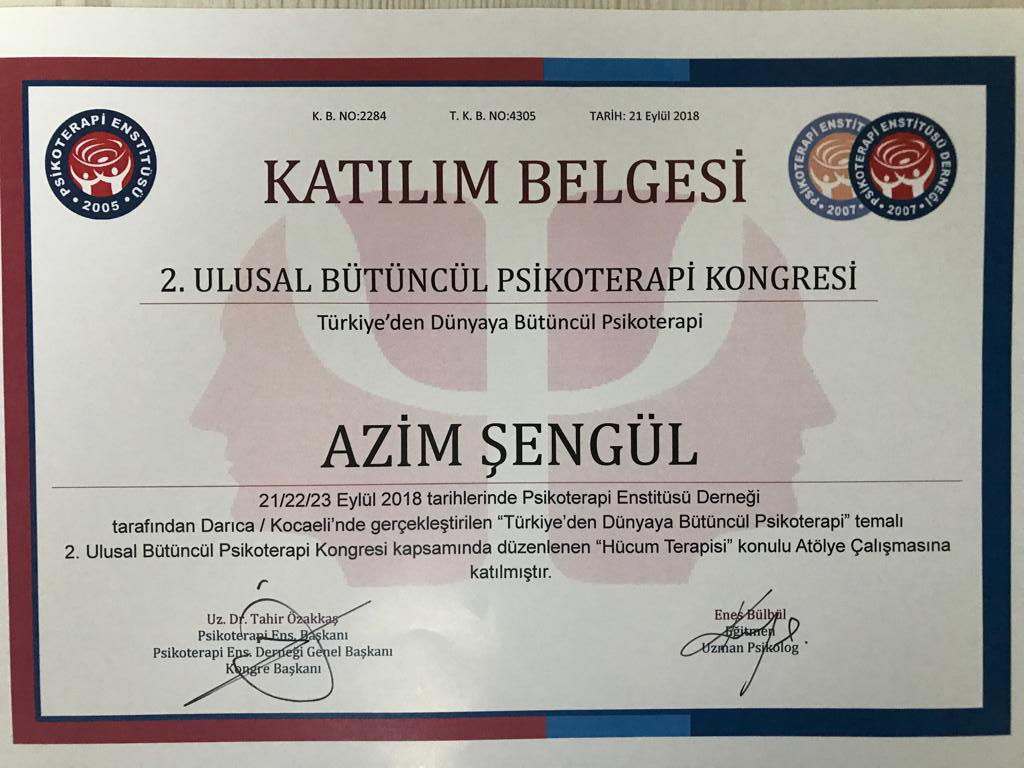 K. B. NO:2284 T. K. B. NO:4305 TARİH: 21 Eylül 2018
PSİKOTERAPİ ENSTİTÜSÜ
• 2005 •
PSİKOTERAPİ ENSTİT
• 2007 •
PSİKOTERAPİ ENSTİTÜSÜ DERNEĞİ
• 2007 •
KATILIM BELGESİ
2. ULUSAL BÜTÜNCÜL PSİKOTERAPİ KONGRESİ
Türkiye’den Dünyaya Bütüncül Psikoterapi
AZİM ŞENGÜL
21/22/23 Eylül 2018 tarihlerinde Psikoterapi Enstitüsü Derneği
tarafından Darıca / Kocaeli’nde gerçekleştirilen “Türkiye’den Dünyaya Bütüncül Psikoterapi” temalı
2. Ulusal Bütüncül Psikoterapi Kongresi kapsamında düzenlenen “Hücum Terapisi” konulu Atölye Çalışmasına
katılmıştır.
Uz. Dr. Tahir Özakkaş
Psikoterapi Ens. Başkanı
Psikoterapi Ens. Derneği Genel Başkanı
Kongre Başkanı
Enes Bülbül
Eğitmen
Uzman Psikolog